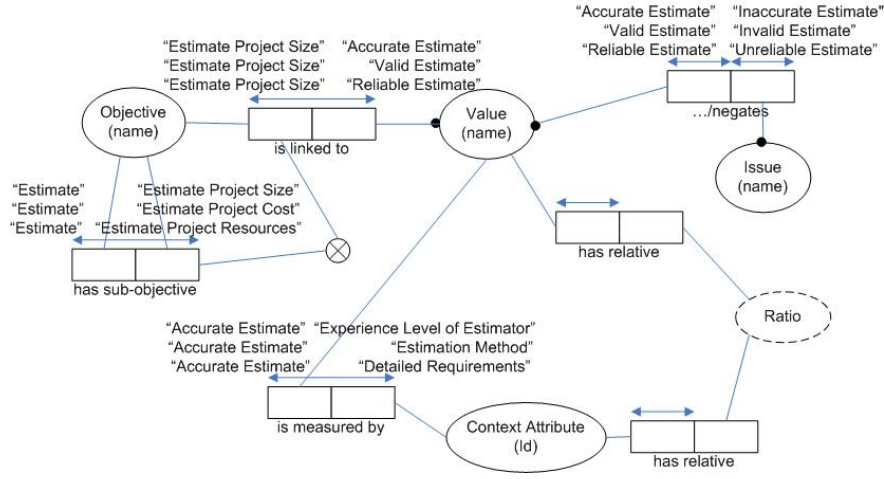 “Accurate Estimate” “Inaccurate Estimate”
“Valid Estimate” “Invalid Estimate”
“Reliable Estimate” “Unreliable Estimate”
“Estimate Project Size” “Accurate Estimate”
“Estimate Project Size” “Valid Estimate”
“Estimate Project Size” “Reliable Estimate”
Objective
(name)
is linked to
Value
(name)
.../negates
Issue
(name)
“Estimate” “Estimate Project Size”
“Estimate” “Estimate Project Cost”
“Estimate” “Estimate Project Resources”
has sub-objective
has relative
Ratio
“Accurate Estimate” “Experience Level of Estimator”
“Accurate Estimate” “Estimation Method”
“Accurate Estimate” “Detailed Requirements”
is measured by
Context Attribute
(Id)
has relative